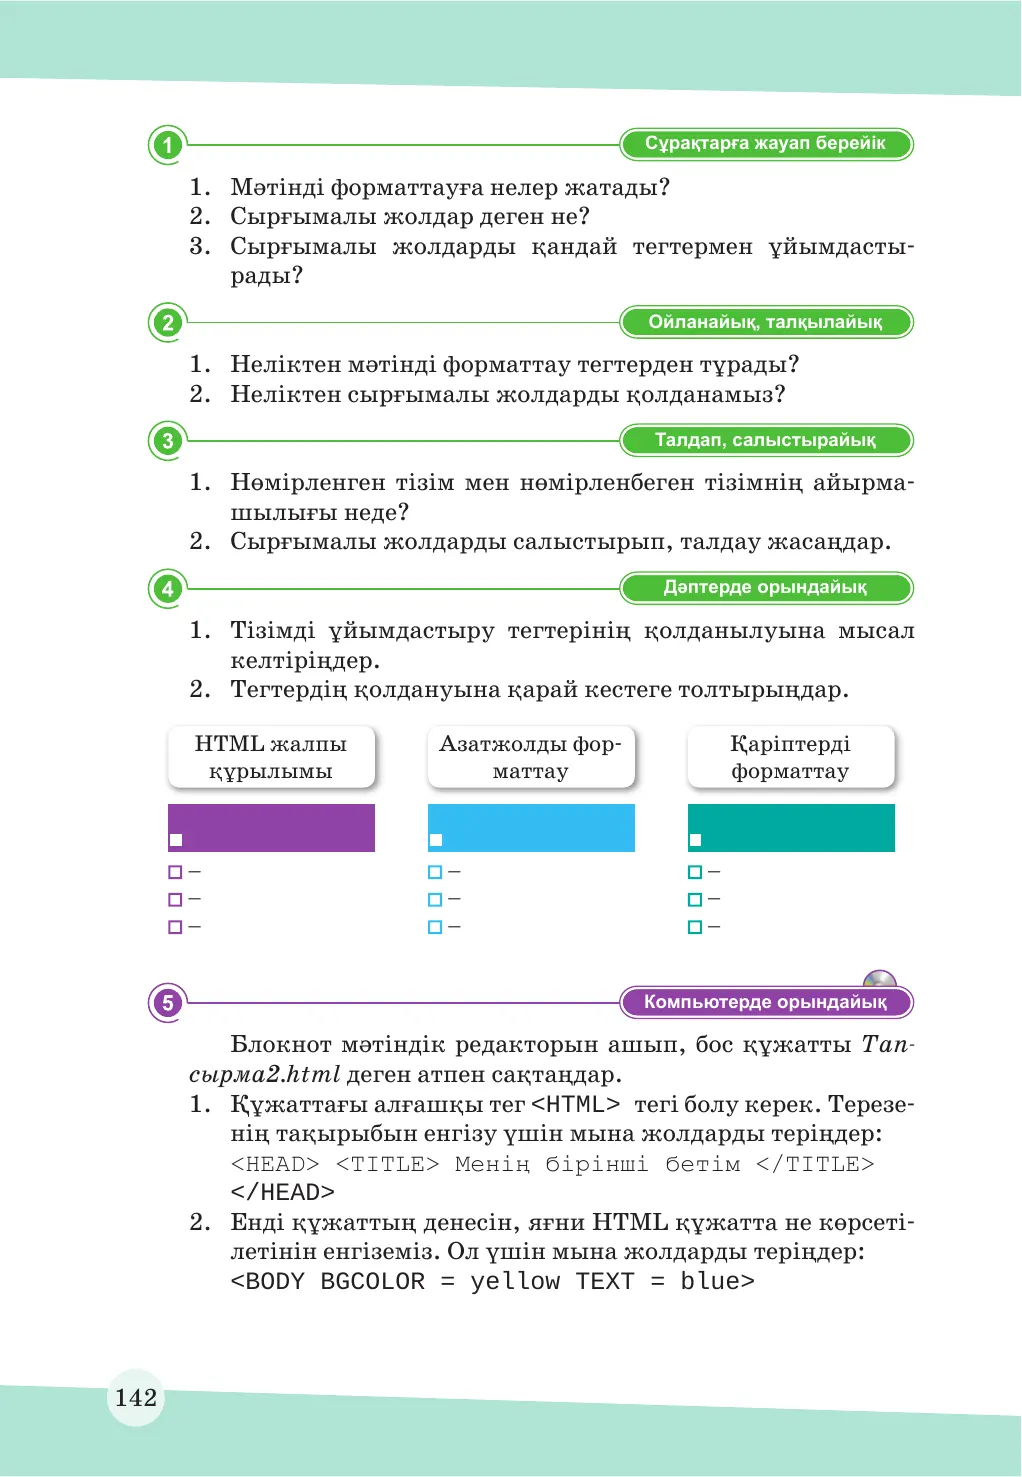 1
Сұрақтарға жауап берейік
1. Мәтінді форматтауға нелер жатады?
2. Сырғымалы жолдар деген не?
3. Сырғымалы жолдарды қандай тегтермен ұйымдасты-
рады?
2
Ойланайық, талқылайық
1. Неліктен мәтінді форматтау тегтерден тұрады?
2. Неліктен сырғымалы жолдарды қолданамыз?
3
Талдап, салыстырайық
1. Нөмірленген тізім мен нөмірленбеген тізімнің айырма-
шылығы неде?
2. Сырғымалы жолдарды салыстырып, талдау жасаңдар.
4
Дәптерде орындайық
1. Тізімді ұйымдастыру тегтерінің қолданылуына мысал
келтіріңдер.
2. Тегтердің қолдануына қарай кестеге толтырыңдар.
HTML жалпы
құрылымы
–
–
–
Азатжолды фор-
маттау
–
–
–
Қаріптерді
форматтау
–
–
–
5
Компьютерде орындайық
Блокнот мәтіндік редакторын ашып, бос құжатты Тап-
сырма2.html деген атпен сақтаңдар.
1. Құжаттағы алғашқы тег <HTML> тегі болу керек. Терезе-
нің тақырыбын енгізу үшін мына жолдарды теріңдер:
<HEAD> <TITLE> Менің бірінші бетім </TITLE>
</HEAD>
2. Енді құжаттың денесін, яғни HTML құжатта не көрсеті-
летінін енгіземіз. Ол үшін мына жолдарды теріңдер:
<BODY BGCOLOR = yellow TEXT = blue>
142